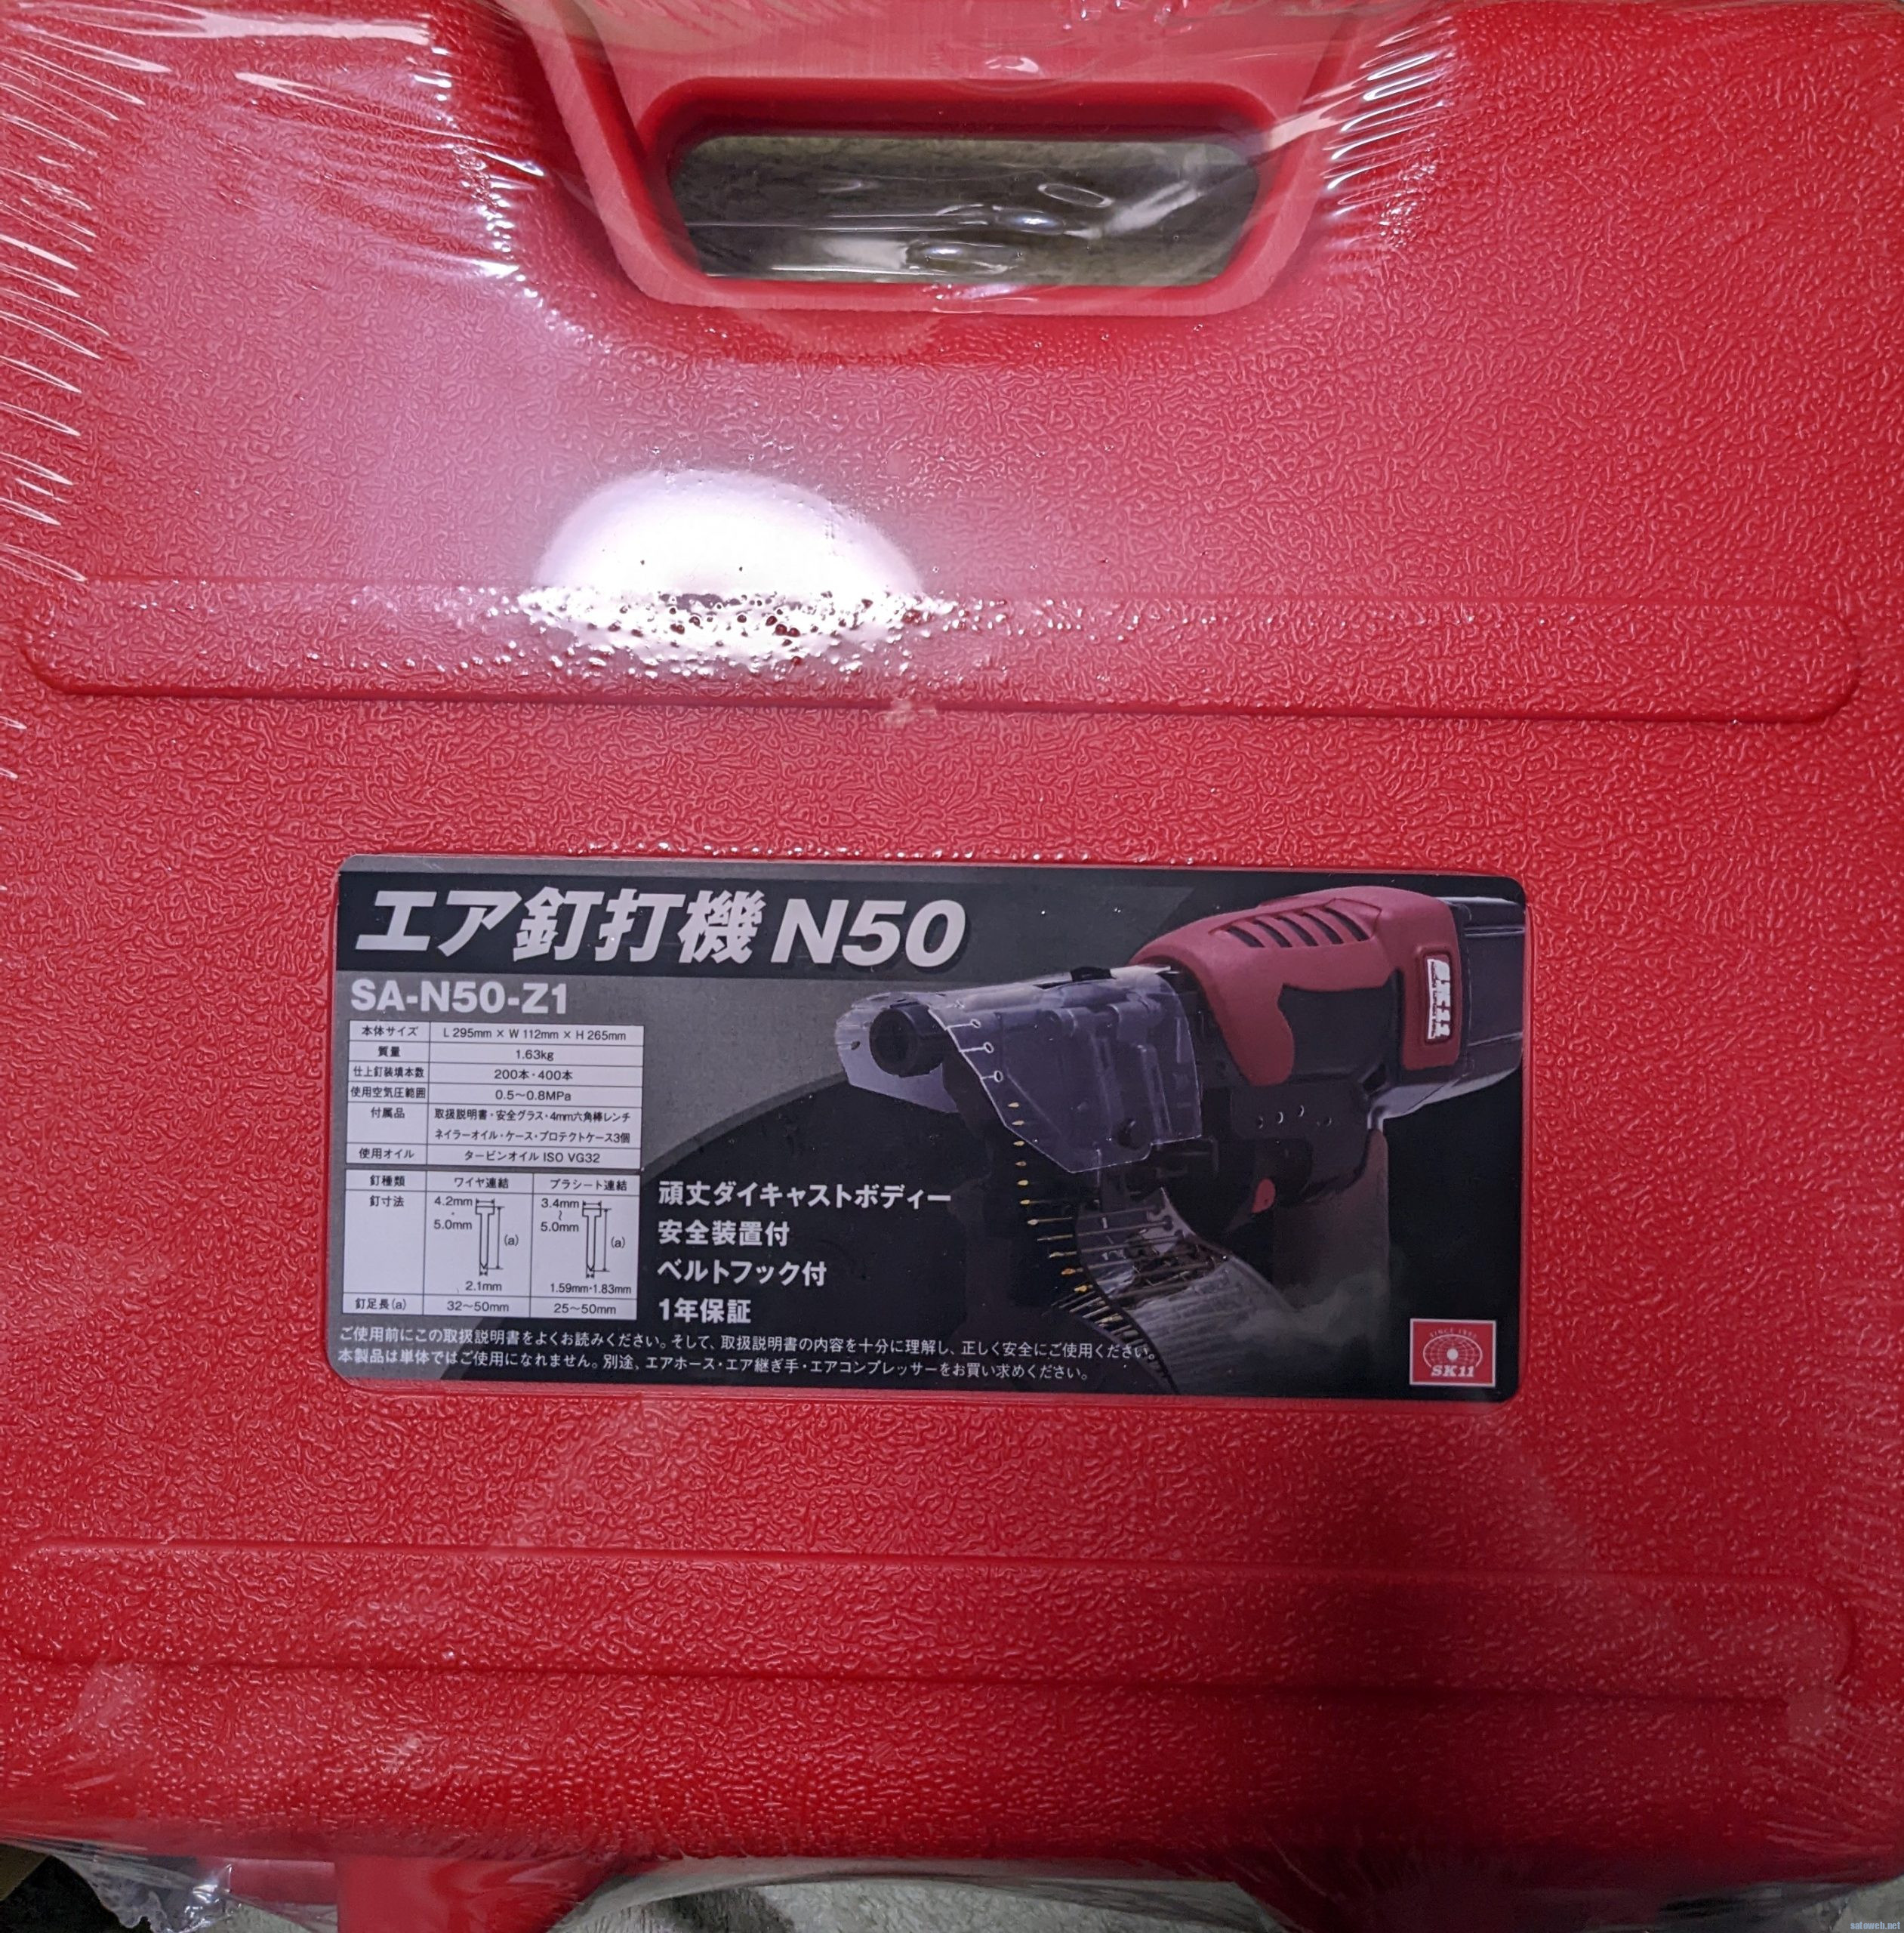 エア釘打機 N50
SA-N50-Z1
本体サイズ L 295mm × W 112mm × H 265mm
質量 1.63kg
仕上釘装填本数 200本・400本
使用空気圧範囲 0.5〜0.8MPa
付属品 取扱説明書・安全グラス・4mm六角棒レンチ
ネイラーオイル・ケース・プロテクトケース3個
使用オイル タービンオイル ISO VG32
釘種類 ワイヤ連結 プラシート連結
釘寸法 4.2mm 3.4mm
〜
5.0mm 5.0mm
(a) (a)
2.1mm 1.59mm-1.83mm
釘足長(a) 32〜50mm 25〜50mm
頑丈ダイキャストボディー
安全装置付
ベルトフック付
1年保証
ご使用前にこの取扱説明書をよくお読みください。そして、取扱説明書の内容を十分に理解し、正しく安全にご使用ください。
本製品は単体ではご使用になれません。別途、エアホース・エア継ぎ手・エアコンプレッサーをお買い求めください。
SK11
satoweb.net